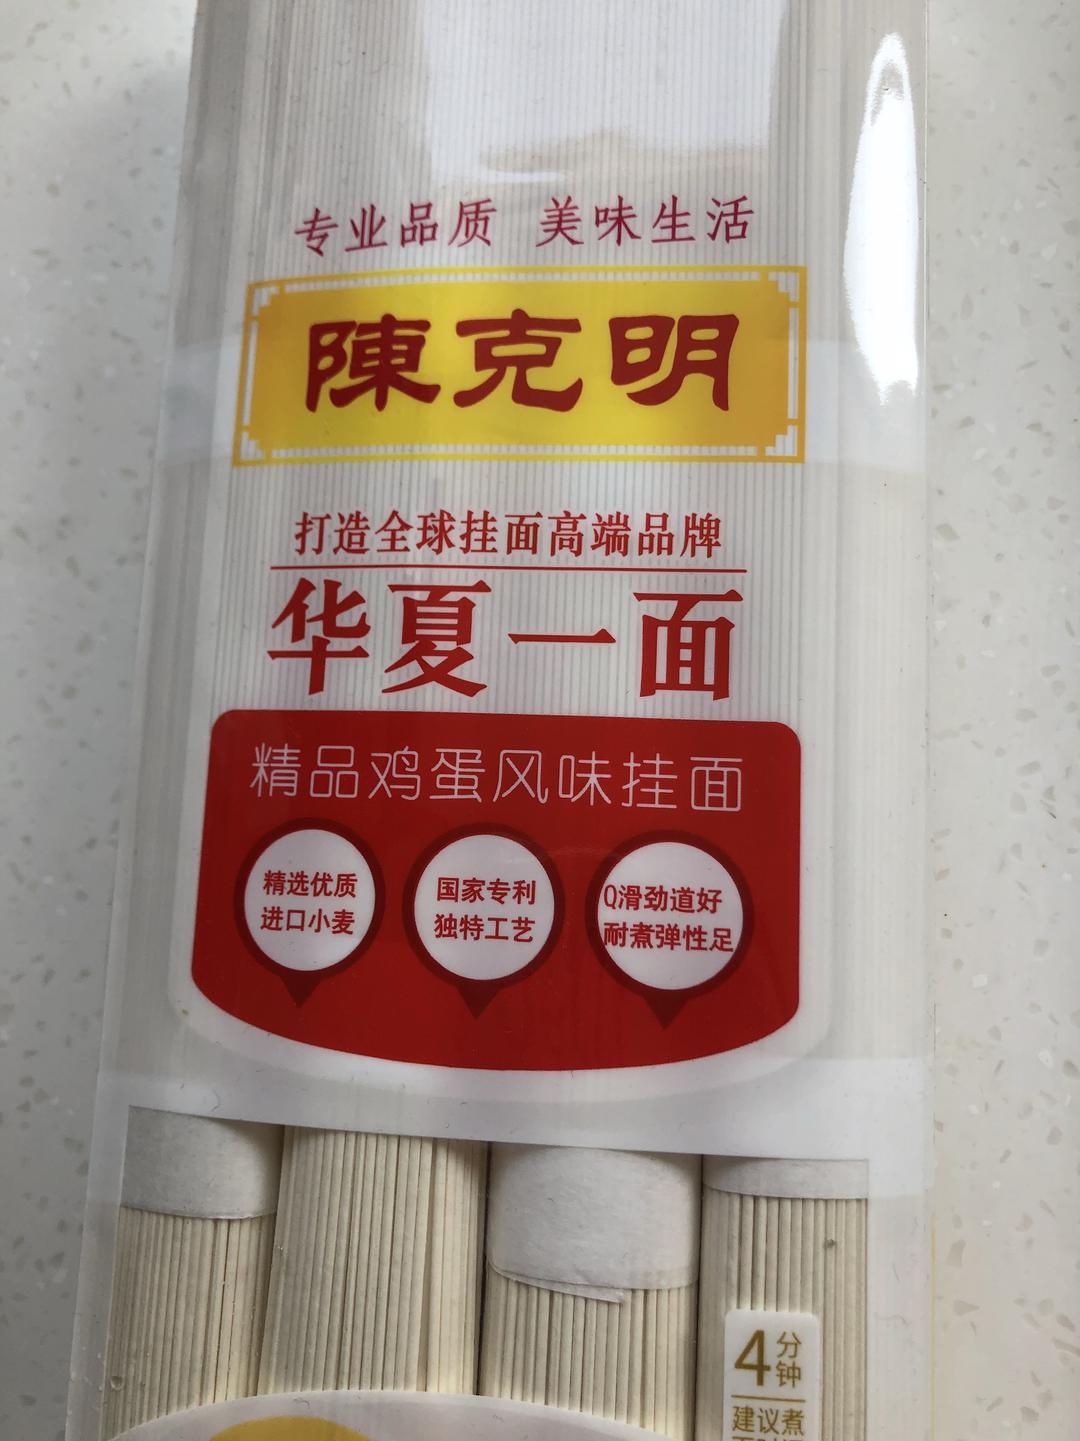 专业品质 美味生活
陳克明
打造全球挂面高端品牌
华夏一面
精品鸡蛋风味挂面
精选优质
进口小麦
国家专利
独特工艺
Q滑劲道好
耐煮弹性足
4分钟
建议煮